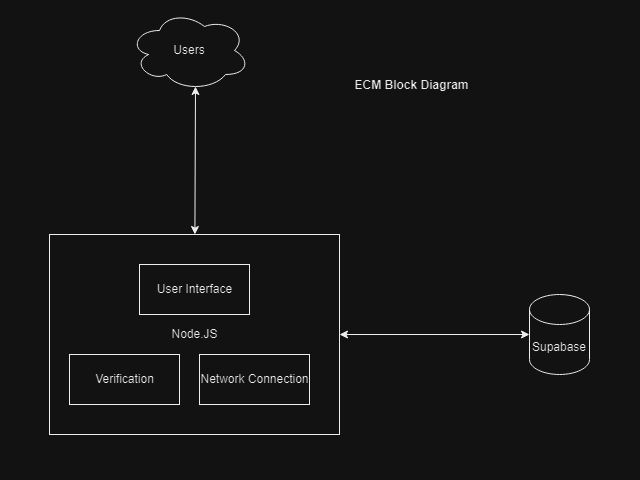 Users
ECM Block Diagram
User Interface
Node.JS
Verification
Network Connection
Supabase